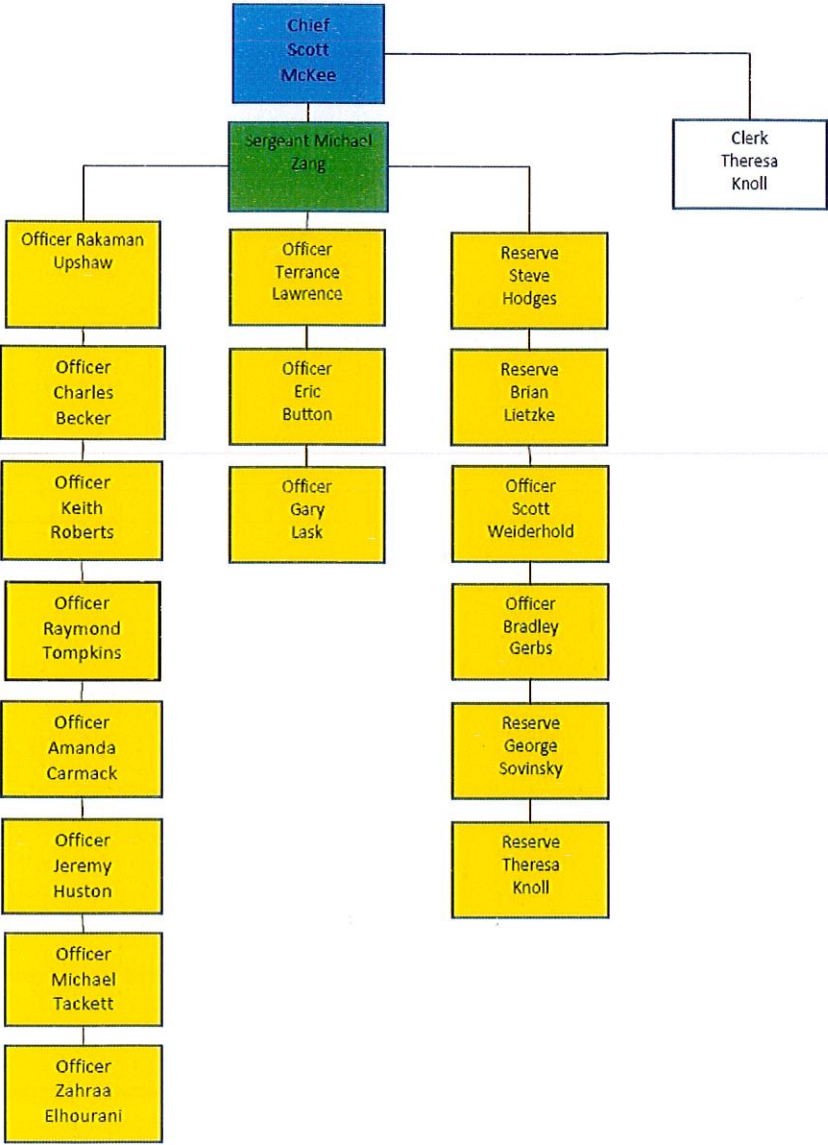 Chief
Scott
McKee
Sergeant Michael
Zang
Clerk
Theresa
Knoll
Officer Rakaman
Upshaw
Officer
Charles
Becker
Officer
Keith
Roberts
Officer
Raymond
Tompkins
Officer
Amanda
Carmack
Officer
Jeremy
Huston
Officer
Michael
Tackett
Officer
Zahraa
Elhourani
Officer
Terrance
Lawrence
Officer
Eric
Button
Officer
Gary
Lask
Reserve
Steve
Hodges
Reserve
Brian
Lietzke
Officer
Scott
Weiderhold
Officer
Bradley
Gerbs
Reserve
George
Sovinsky
Reserve
Theresa
Knoll